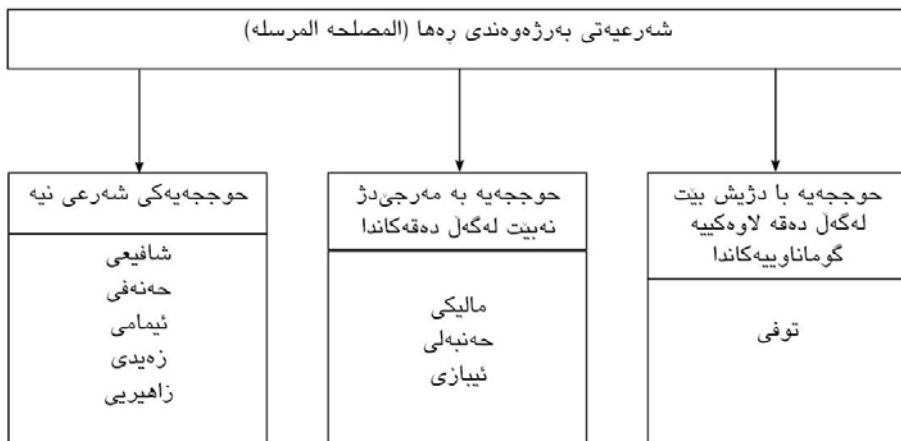 شەرعیەتی بەرژەوەندی ڕەها (المصلحه المرسله)
حوججەیە با دژیش بێت
لەگەڵ دەقە لاوەکییە
گوماناوییەکاندا
توفی
حوججەیە بە مەرجێ‌دژ
نەبێت لەگەڵ دەقەکاندا
مالیکی
حەنبەلی
ئیبازی
حوججەیەکی شەرعی نیە
شافیعی
حەنەفی
ئیمامی
زەیدی
زاهیریی